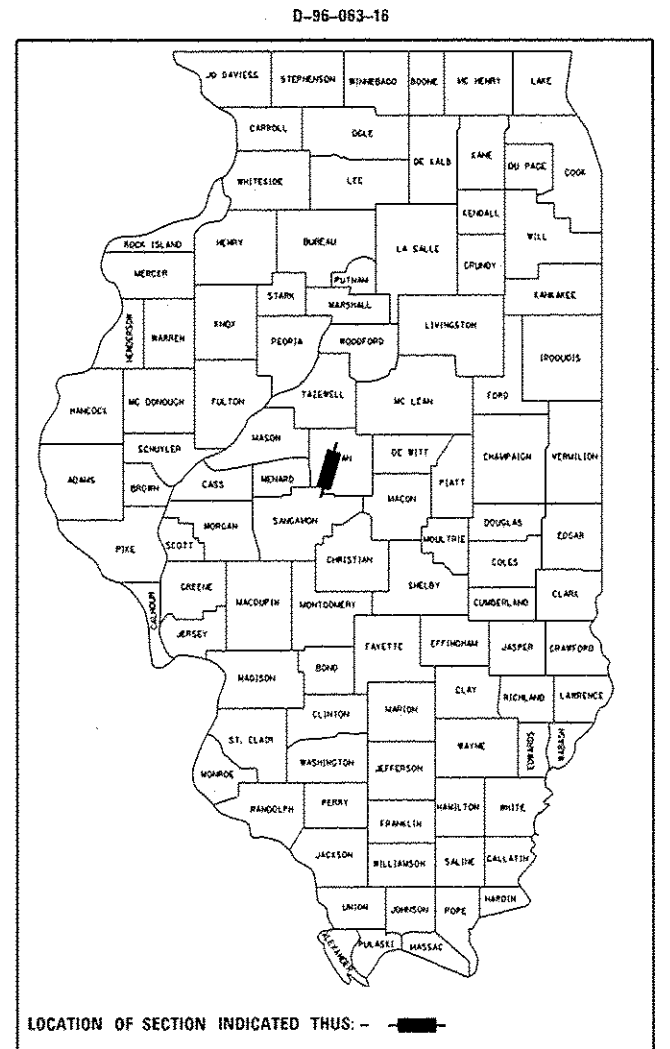 D-96-063-16
JO DAVIESS STEPHENSON WINNEBAGO BOONE MC HENRY LAKE
CARROLL OGLE DE KALB KANE DU PAGE COOK
WHITESIDE LEE
KENDALL WILL
ROCK ISLAND HENRY BUREAU LA SALLE GRUNDY
MERCER PUTNAM KANKAKEE
STARK MARSHALL
HENDERSON WARREN KNOX PEORIA WOODFORD LIVINGSTON IROQUOIS
HANCOCK MC DONOUGH FULTON TAZEWELL MC LEAN FORD
SCHUYLER MASON AN DE WITT CHAMPAIGN VERMILION
ADAMS BROWN CASS MENARD MACON PIATT
MORGAN SANGAMON DOUGLAS
PIKE SCOTT CHRISTIAN MOULTRIE COLES EDGAR
GREENE MACOUPIN MONTGOMERY SHELBY CUMBERLAND CLARK
CALHOUN JERSEY FAYETTE EFFINGHAM JASPER CRAWFORD
MADISON BOND CLAY RICHLAND LAWRENCE
CLINTON MARION
ST. CLAIR WAYNE EDWARDS WABASH
MONROE WASHINGTON JEFFERSON
RANDOLPH PERRY HAMILTON WHITE
FRANKLIN
JACKSON WILLIAMSON SALINE GALLATIN
UNION JOHNSON POPE HARDIN
ALEXANDER PULASKI MASSAC
LOCATION OF SECTION INDICATED THUS: -